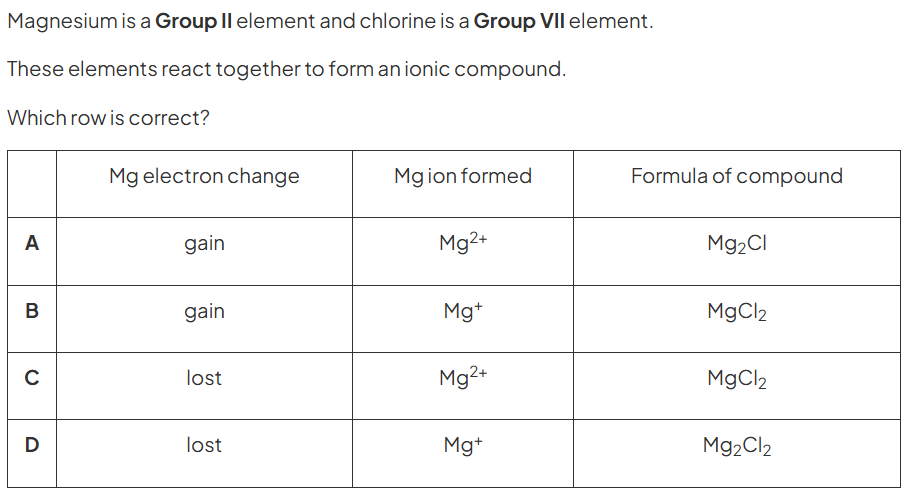 Magnesium is a Group II element and chlorine is a Group VII element.
These elements react together to form an ionic compound.
Which row is correct?
Mg electron change Mg ion formed Formula of compound
A gain Mg²⁺ Mg₂Cl
B gain Mg⁺ MgCl₂
C lost Mg²⁺ MgCl₂
D lost Mg⁺ Mg₂Cl₂